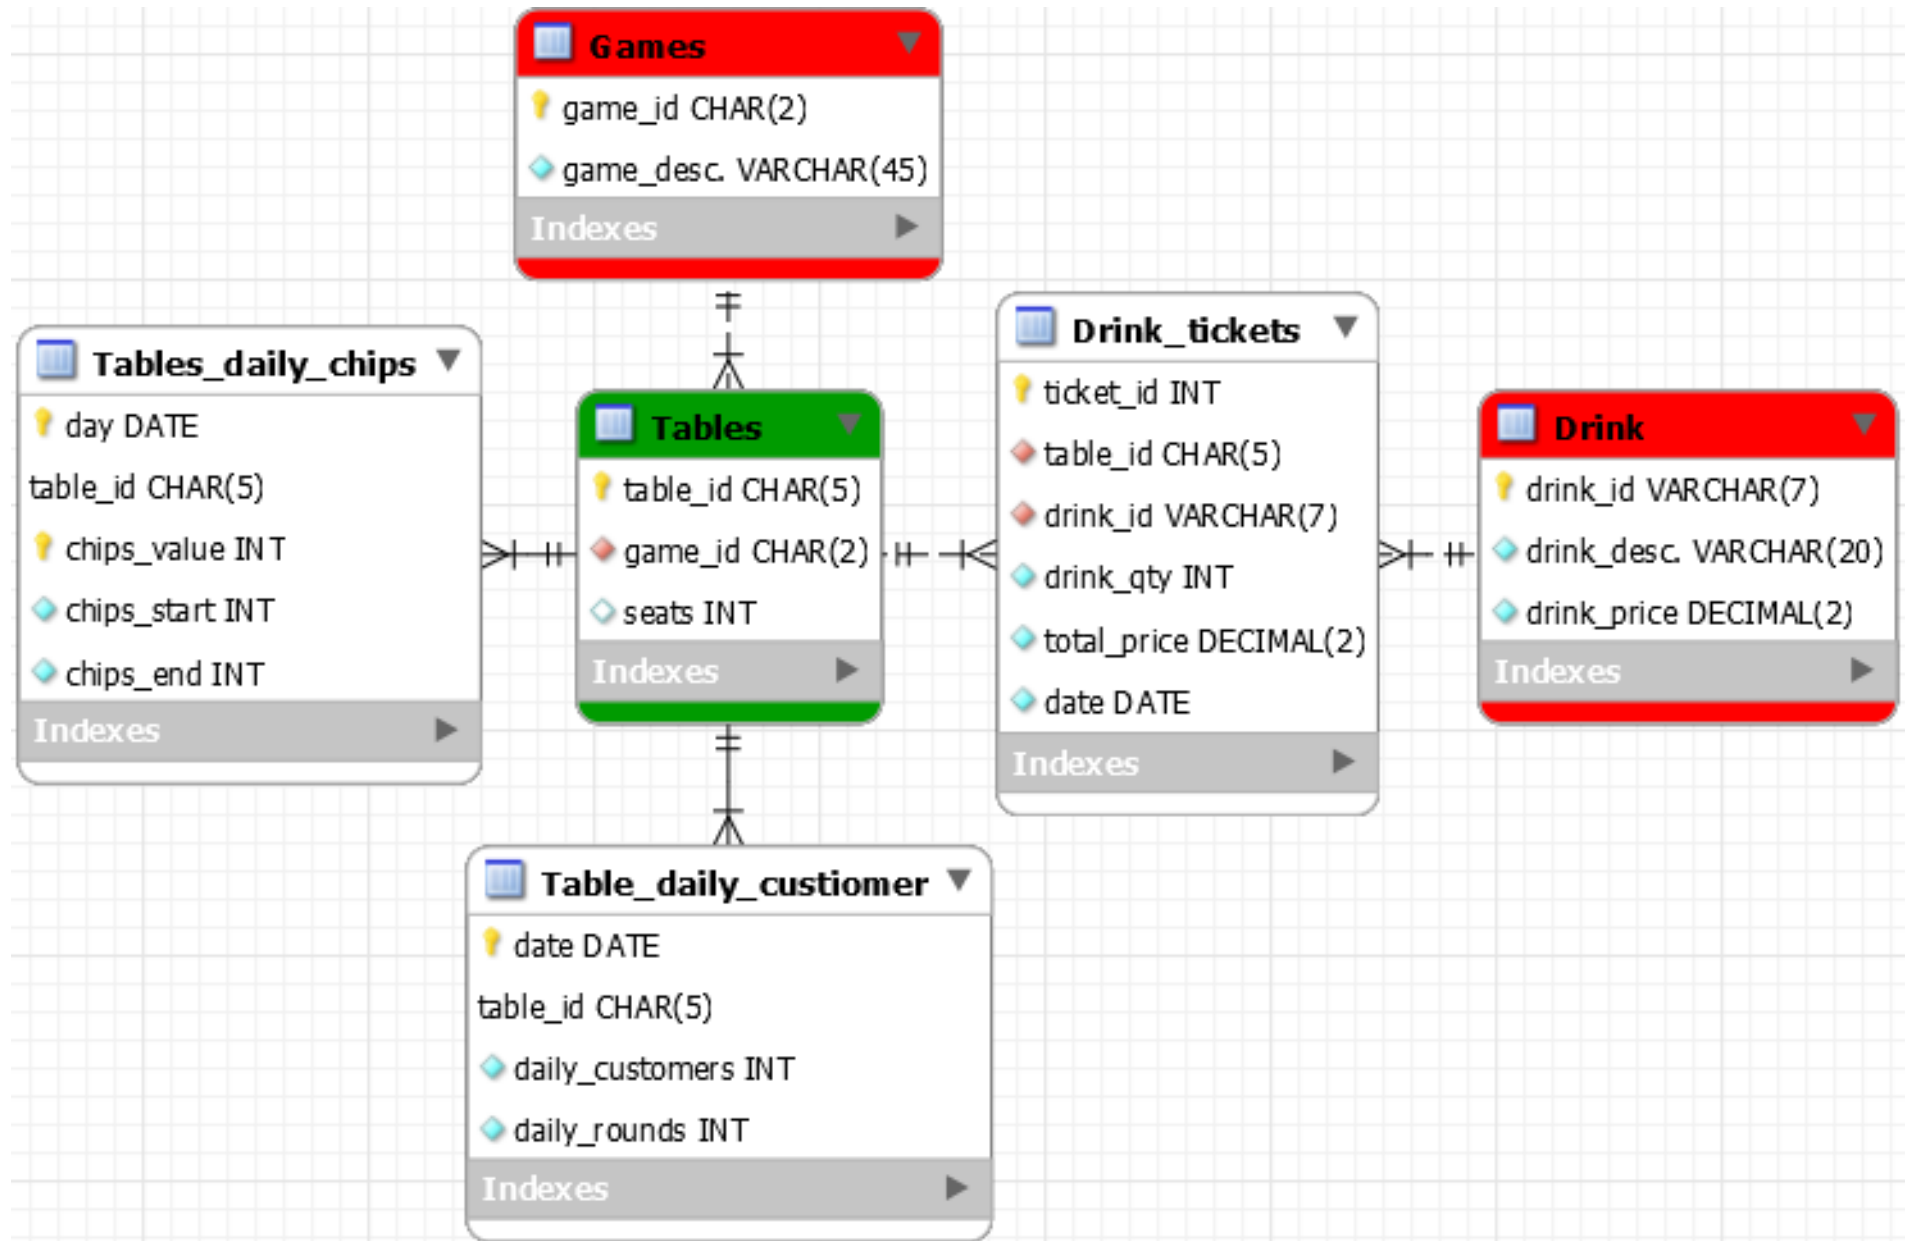 Games
game_id CHAR(2)
game_desc. VARCHAR(45)
Indexes
Tables_daily_chips
day DATE
table_id CHAR(5)
chips_value INT
chips_start INT
chips_end INT
Indexes
Tables
table_id CHAR(5)
game_id CHAR(2)
seats INT
Indexes
Drink_tickets
ticket_id INT
table_id CHAR(5)
drink_id VARCHAR(7)
drink_qty INT
total_price DECIMAL(2)
date DATE
Indexes
Drink
drink_id VARCHAR(7)
drink_desc. VARCHAR(20)
drink_price DECIMAL(2)
Indexes
Table_daily_custiomer
date DATE
table_id CHAR(5)
daily_customers INT
daily_rounds INT
Indexes